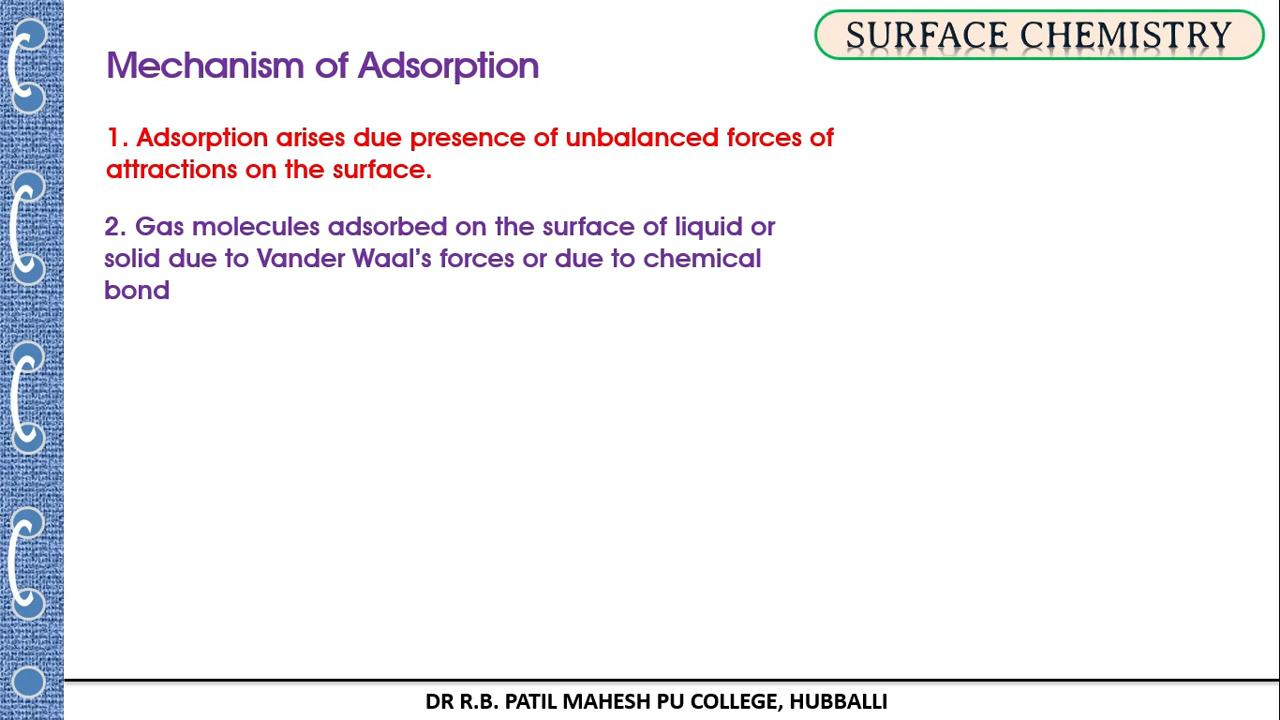 SURFACE CHEMISTRY
Mechanism of Adsorption
1. Adsorption arises due presence of unbalanced forces of
attractions on the surface.
2. Gas molecules adsorbed on the surface of liquid or
solid due to Vander Waal’s forces or due to chemical
bond
DR R.B. PATIL MAHESH PU COLLEGE, HUBBALLI